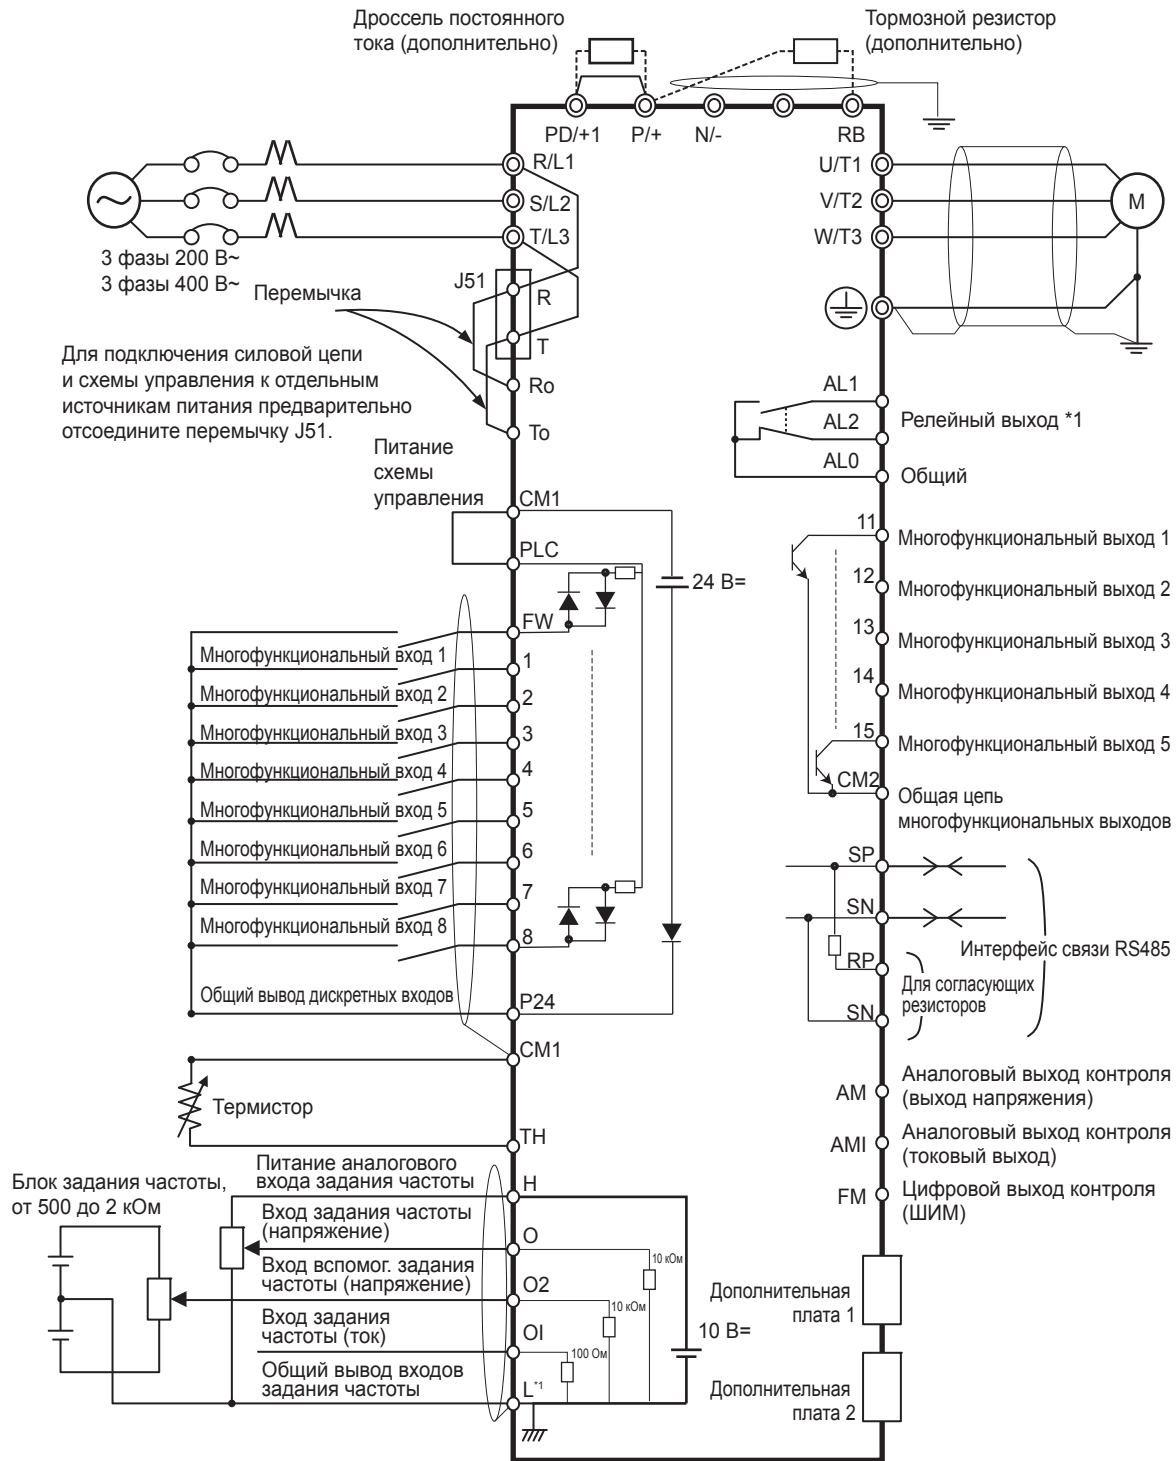 Дроссель постоянного
тока (дополнительно)
Тормозной резистор
(дополнительно)
PD/+1
P/+
N/-
RB
R/L1
S/L2
T/L3
3 фазы 200 В~
3 фазы 400 В~
U/T1
V/T2
W/T3
M
J51
R
T
Перемычка
Для подключения силовой цепи
и схемы управления к отдельным
источникам питания предварительно
отсоедините перемычку J51.
Ro
To
Питание
схемы
управления
AL1
AL2
AL0
Релейный выход *1
Общий
CM1
PLC
24 В=
FW
Многофункциональный вход 1
1
Многофункциональный вход 2
2
Многофункциональный вход 3
3
Многофункциональный вход 4
4
Многофункциональный вход 5
5
Многофункциональный вход 6
6
Многофункциональный вход 7
7
Многофункциональный вход 8
8
Общий вывод дискретных входов
P24
CM1
11
Многофункциональный выход 1
12
Многофункциональный выход 2
13
Многофункциональный выход 3
14
Многофункциональный выход 4
15
Многофункциональный выход 5
CM2
Общая цепь
многофункциональных выходов
SP
SN
Интерфейс связи RS485
RP
Для согласующих
резисторов
SN
Термистор
TH
AM
Аналоговый выход контроля
(выход напряжения)
AMI
Аналоговый выход контроля
(токовый выход)
FM
Цифровой выход контроля
(ШИМ)
Блок задания частоты,
от 500 до 2 кОм
Питание аналогового
входа задания частоты
H
Вход задания частоты
(напряжение)
O
10 кОм
Вход вспомог. задания
частоты (напряжение)
O2
10 кОм
Вход задания
частоты (ток)
OI
100 Ом
10 В=
Общий вывод входов
задания частоты
L*1
Дополнительная
плата 1
Дополнительная
плата 2